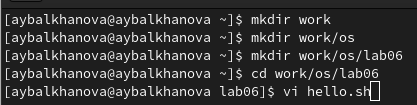 [aybalkhanova@aybalkhanova ~]$ mkdir work
[aybalkhanova@aybalkhanova ~]$ mkdir work/os
[aybalkhanova@aybalkhanova ~]$ mkdir work/os/lab06
[aybalkhanova@aybalkhanova ~]$ cd work/os/lab06
[aybalkhanova@aybalkhanova lab06]$ vi hello.sh